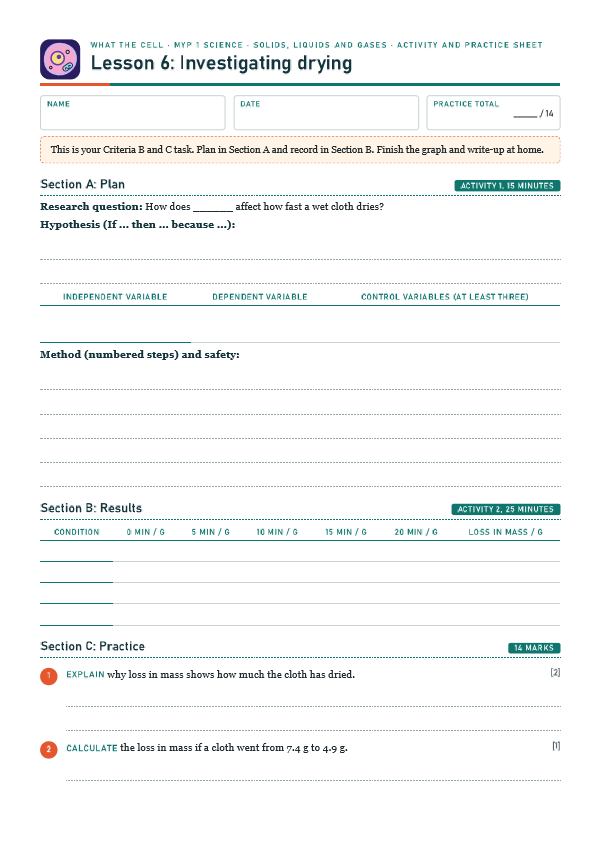 WHAT THE CELL · MYP 1 SCIENCE · SOLIDS, LIQUIDS AND GASES · ACTIVITY AND PRACTICE SHEET
Lesson 6: Investigating drying
NAME
DATE
PRACTICE TOTAL
_____ / 14
This is your Criteria B and C task. Plan in Section A and record in Section B. Finish the graph and write-up at home.
Section A: Plan
ACTIVITY 1, 15 MINUTES
Research question: How does _______ affect how fast a wet cloth dries?
Hypothesis (If ... then ... because ...):
INDEPENDENT VARIABLE DEPENDENT VARIABLE CONTROL VARIABLES (AT LEAST THREE)
Method (numbered steps) and safety:
Section B: Results
ACTIVITY 2, 25 MINUTES
CONDITION 0 MIN / G 5 MIN / G 10 MIN / G 15 MIN / G 20 MIN / G LOSS IN MASS / G
Section C: Practice
14 MARKS
1 EXPLAIN why loss in mass shows how much the cloth has dried. [2]
2 CALCULATE the loss in mass if a cloth went from 7.4 g to 4.9 g. [1]